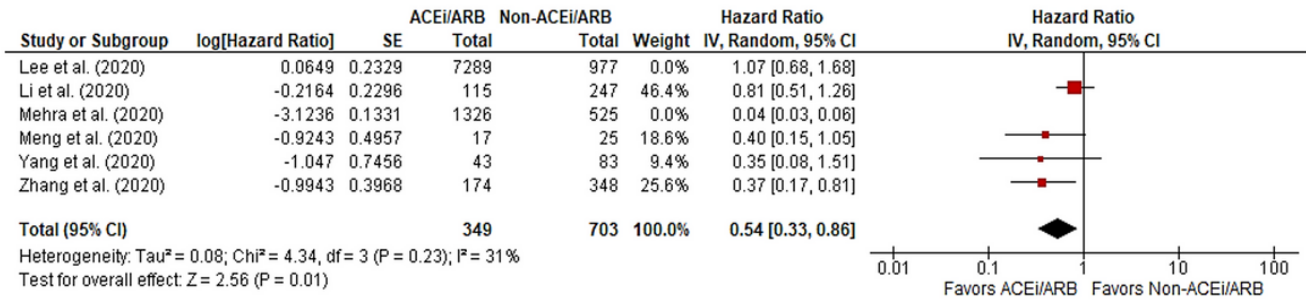 ACEi/ARB Non-ACEi/ARB Hazard Ratio Hazard Ratio
Study or Subgroup log[Hazard Ratio] SE Total Total Weight IV, Random, 95% CI IV, Random, 95% CI
Lee et al. (2020) 0.0649 0.2329 7289 977 0.0% 1.07 [0.68, 1.68]
Li et al. (2020) -0.2164 0.2296 115 247 46.4% 0.81 [0.51, 1.26]
Mehra et al. (2020) -3.1236 0.1331 1326 525 0.0% 0.04 [0.03, 0.06]
Meng et al. (2020) -0.9243 0.4957 17 25 18.6% 0.40 [0.15, 1.05]
Yang et al. (2020) -1.047 0.7456 43 83 9.4% 0.35 [0.08, 1.51]
Zhang et al. (2020) -0.9943 0.3968 174 348 25.6% 0.37 [0.17, 0.81]
Total (95% CI) 349 703 100.0% 0.54 [0.33, 0.86]
Heterogeneity: Tau² = 0.08; Chi² = 4.34, df = 3 (P = 0.23); I² = 31%
Test for overall effect: Z = 2.56 (P = 0.01)
0.01 0.1 1 10 100
Favors ACEi/ARB Favors Non-ACEi/ARB